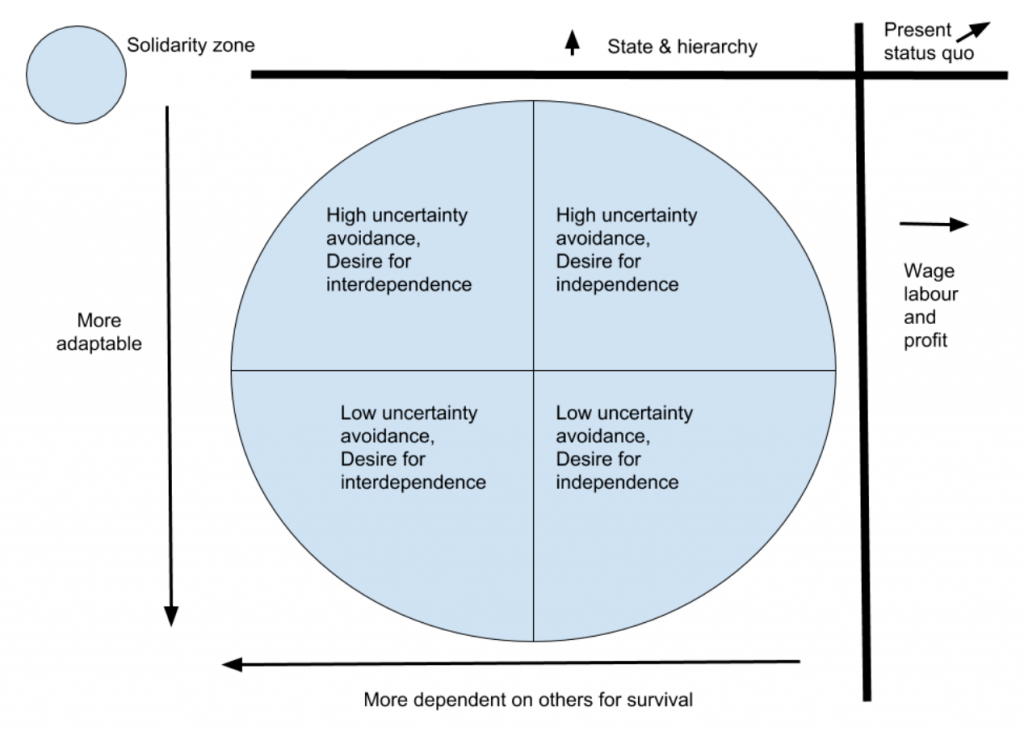 Solidarity zone
State & hierarchy
Present
status quo
High uncertainty
avoidance,
Desire for
interdependence
High uncertainty
avoidance,
Desire for
independence
Wage
labour
and
profit
More
adaptable
Low uncertainty
avoidance,
Desire for
interdependence
Low uncertainty
avoidance,
Desire for
independence
More dependent on others for survival